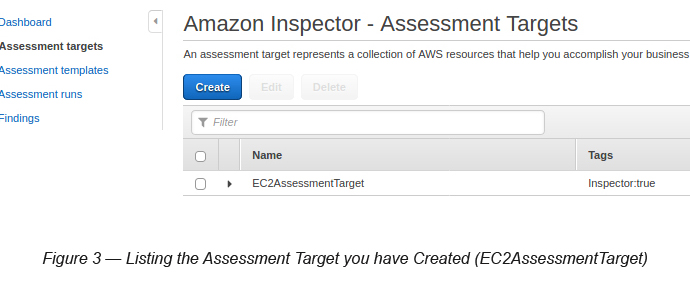 Dashboard
Assessment targets
Assessment templates
Assessment runs
Findings
Amazon Inspector - Assessment Targets
An assessment target represents a collection of AWS resources that help you accomplish your business
Create Edit Delete
Filter
Name Tags
EC2AssessmentTarget Inspector:true
Figure 3 — Listing the Assessment Target you have Created (EC2AssessmentTarget)